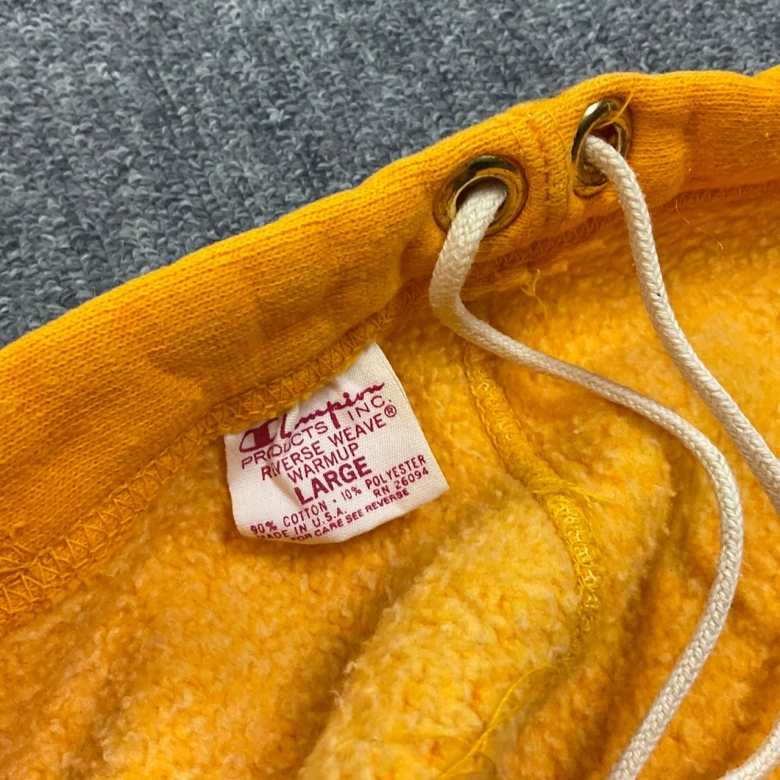 Champion
PRODUCTS INC.
REVERSE WEAVE®
WARMUP
LARGE
90% COTTON · 10% POLYESTER
MADE IN U.S.A. RN 26094
FOR CARE SEE REVERSE